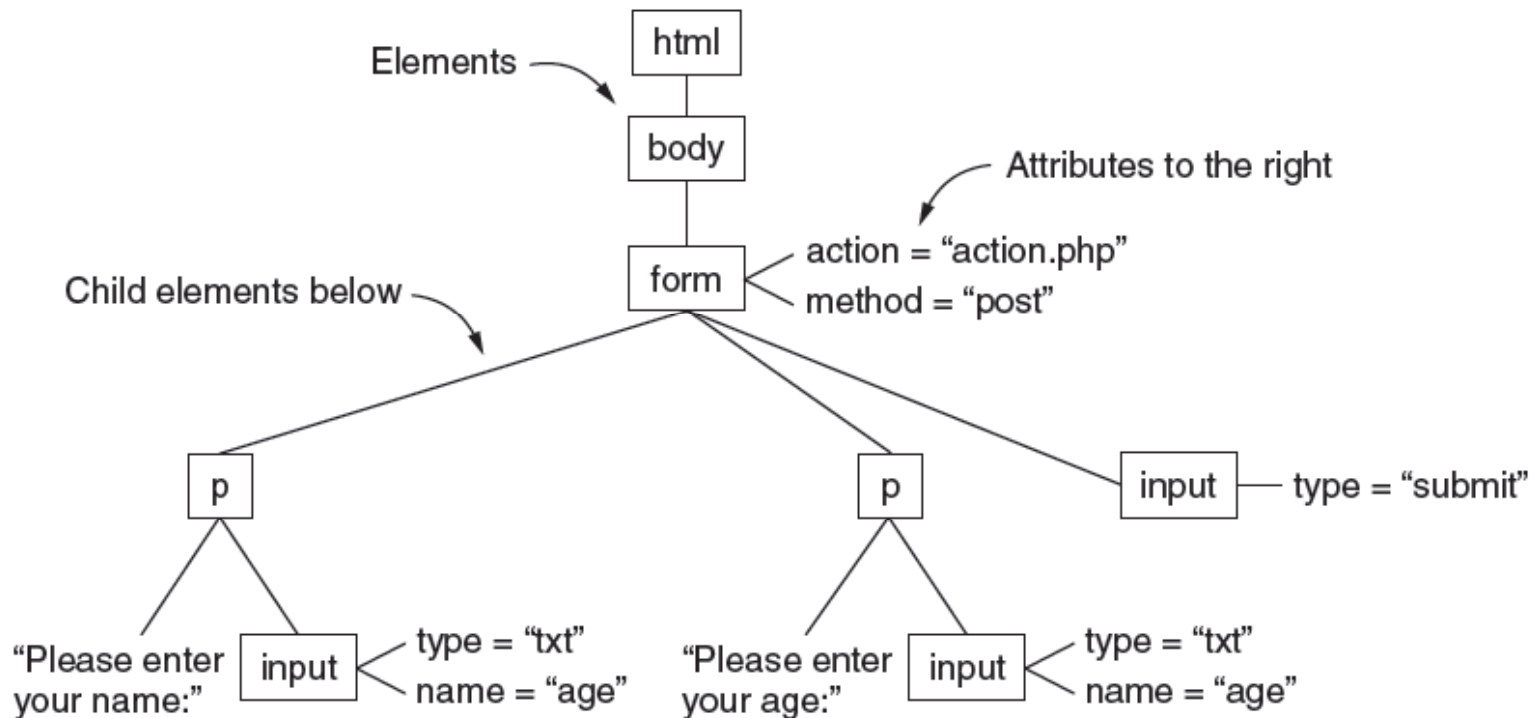 html
Elements
body
Attributes to the right
action = “action.php”
form
method = “post”
Child elements below
p
p
input
type = “submit”
“Please enter
your name:”
input
type = “txt”
name = “age”
“Please enter
your age:”
input
type = “txt”
name = “age”